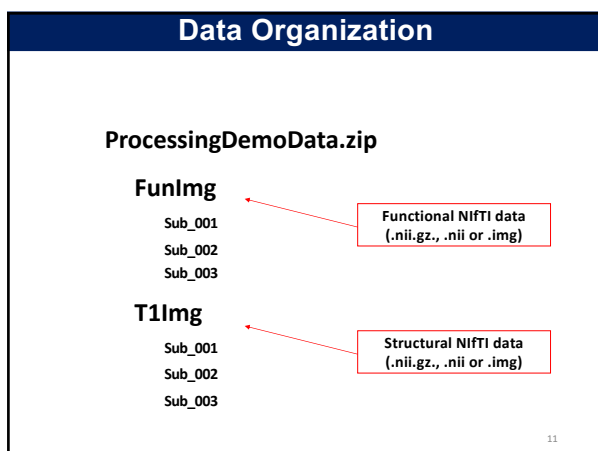 Data Organization
ProcessingDemoData.zip
FunImg
Sub_001
Sub_002
Sub_003
Functional NIfTI data
(.nii.gz., .nii or .img)
T1Img
Sub_001
Sub_002
Sub_003
Structural NIfTI data
(.nii.gz., .nii or .img)
11